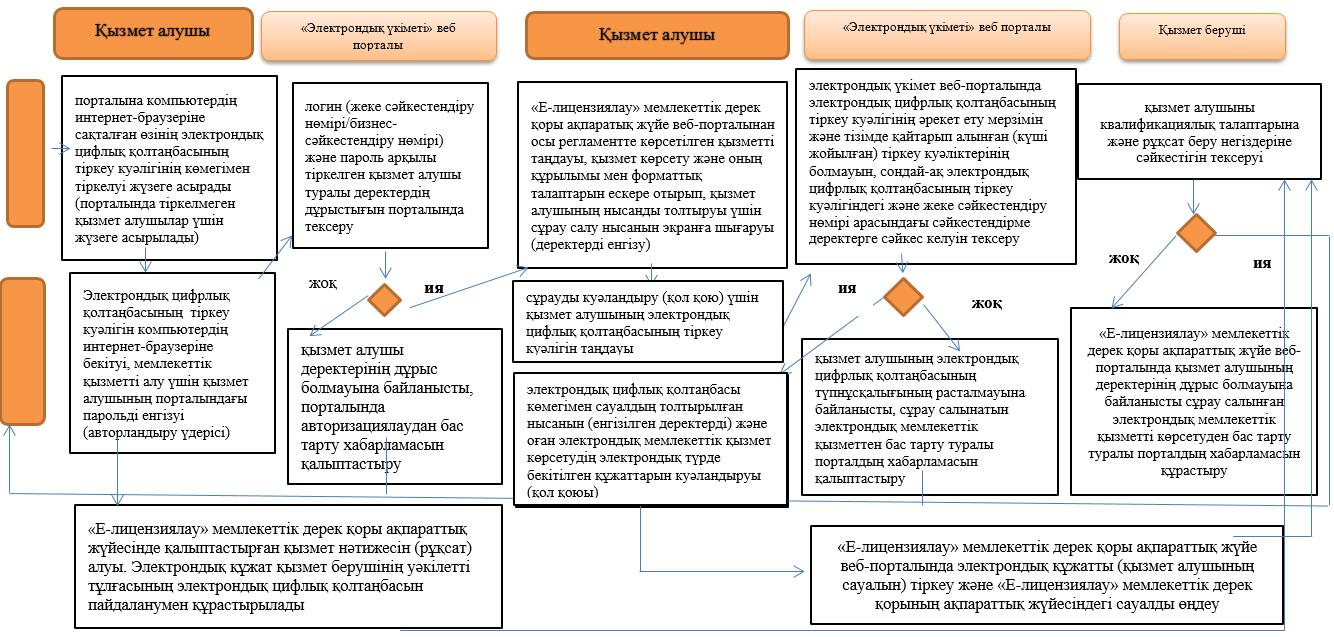 Қызмет алушы
«Электрондық үкіметі» веб
порталы
Қызмет алушы
«Электрондық үкіметі» веб порталы
Қызмет беруші
порталына компьютердің
интернет-браузеріне
сақталған өзінің электрондық
цифлық қолтаңбасының
тіркеу куәлігінің көмегімен
тіркелуі жүзеге асырады
(порталында тіркелмеген
қызмет алушылар үшін
жүзеге асырылады)
логин (жеке сәйкестендіру
нөмірі/бизнес-
сәйкестендіру нөмірі)
және пароль арқылы
тіркелген қызмет алушы
туралы деректердің
дұрыстығын порталында
тексеру
«Е-лицензиялау» мемлекеттік дерек
қоры ақпаратық жүйе веб-порталынан
осы регламентте көрсетілген қызметті
таңдауы, қызмет көрсету және оның
құрылымы мен форматтық
талаптарын ескере отырып, қызмет
алушының нысанды толтыруы үшін
сұрау салу нысанын экранға шығаруы
(деректерді енгізу)
электрондық үкімет веб-порталында
электрондық цифрлық қолтаңбасының
тіркеу куәлігінің әрекет ету мерзімін
және тізімде қайтарып алынған (күші
жойылған) тіркеу куәліктерінің
болмауын, сондай-ақ электрондық
цифрлық қолтаңбасының тіркеу
куәлігіндегі және жеке сәйкестендіру
нөмірі арасындағы сәйкестендірме
деректерге сәйкес келуін тексеру
қызмет алушыны
квалификациялық талаптарына
және рұқсат беру негіздеріне
сәйкестігін тексеруі
жоқ
ия
ия
жоқ
жоқ
ия
Электрондық цифрлық
қолтаңбасының тіркеу
куәлігін компьютердің
интернет-браузеріне
бекітуі, мемлекеттік
қызметті алу үшін қызмет
алушының порталындағы
парольді енгізуі
(авторландыру үдерісі)
қызмет алушы
деректерінің дұрыс
болмауына байланысты,
порталында
авторизациялаудан бас
тарту хабарламасын
қалыптастыру
сұрауды куәландыру (қол қою) үшін
қызмет алушының электрондық
цифрлық қолтаңбасының тіркеу
куәлігін таңдауы
электрондық цифлық қолтаңбасы
көмегімен сауалдың толтырылған
нысанын (енгізілген деректерді) және
оған электрондық мемлекеттік қызмет
көрсетудің электрондық түрде
бекітілген құжаттарын куәландыруы
(қол қоюы)
қызмет алушының электрондық
цифрлық қолтаңбасының
түпнұсқалығының расталмауына
байланысты, сұрау салынатын
электрондық мемлекеттік
қызметтен бас тарту туралы
порталдың хабарламасын
қалыптастыру
«Е-лицензиялау» мемлекеттік
дерек қоры ақпараттық жүйе веб-
порталында қызмет алушының
деректерінің дұрыс болмауына
байланысты сұрау салынған
электрондық мемлекеттік
қызметті көрсетуден бас тарту
туралы порталдың хабарламасын
құрастыру
«Е-лицензиялау» мемлекеттік дерек қоры ақпараттық
жүйесінде қалыптастырған қызмет нәтижесін (рұқсат)
алуы. Электрондық құжат қызмет берушінің уәкілетті
тұлғасының электрондық цифрлық қолтаңбасын
пайдаланумен құрастырылады
«Е-лицензиялау» мемлекеттік дерек қоры ақпараттық жүйе
веб-порталында электрондық құжатты (қызмет алушының
сауалын) тіркеу және «Е-лицензиялау» мемлекеттік дерек
қорының ақпараттық жүйесіндегі сауалды өңдеу